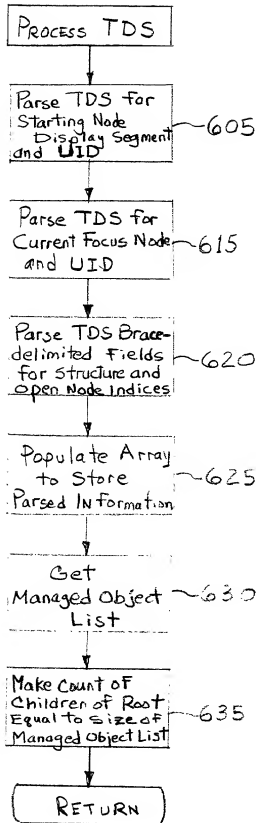 PROCESS TDS
Parse TDS for
Starting Node
Display Segment
and UID
605
Parse TDS for
Current Focus Node
and UID
615
Parse TDS Brace-
delimited Fields
for Structure and
Open Node Indices
620
Populate Array
to Store
Parsed INformation
625
Get
Managed Object
List
630
Make Count of
Children of Root
Equal to Size of
Managed Object List
635
RETURN